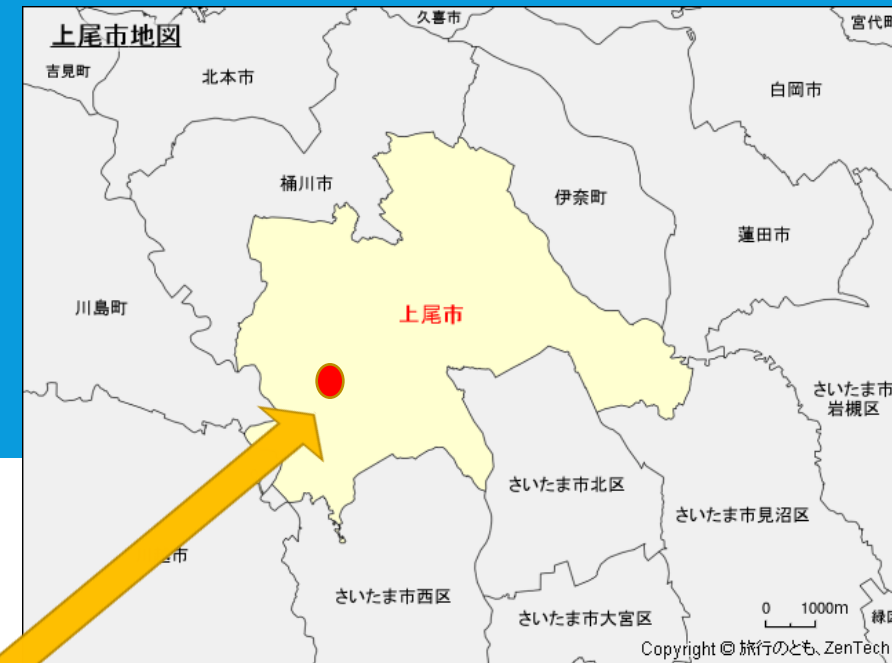 上尾市地図
久喜市
吉見町
北本市
白岡市
桶川市
伊奈町
蓮田市
川島町
上尾市
さいたま市
岩槻区
さいたま市北区
さいたま市見沼区
市
さいたま市西区
さいたま市大宮区
0 1000m
Copyright © 旅行のとも、ZenTech